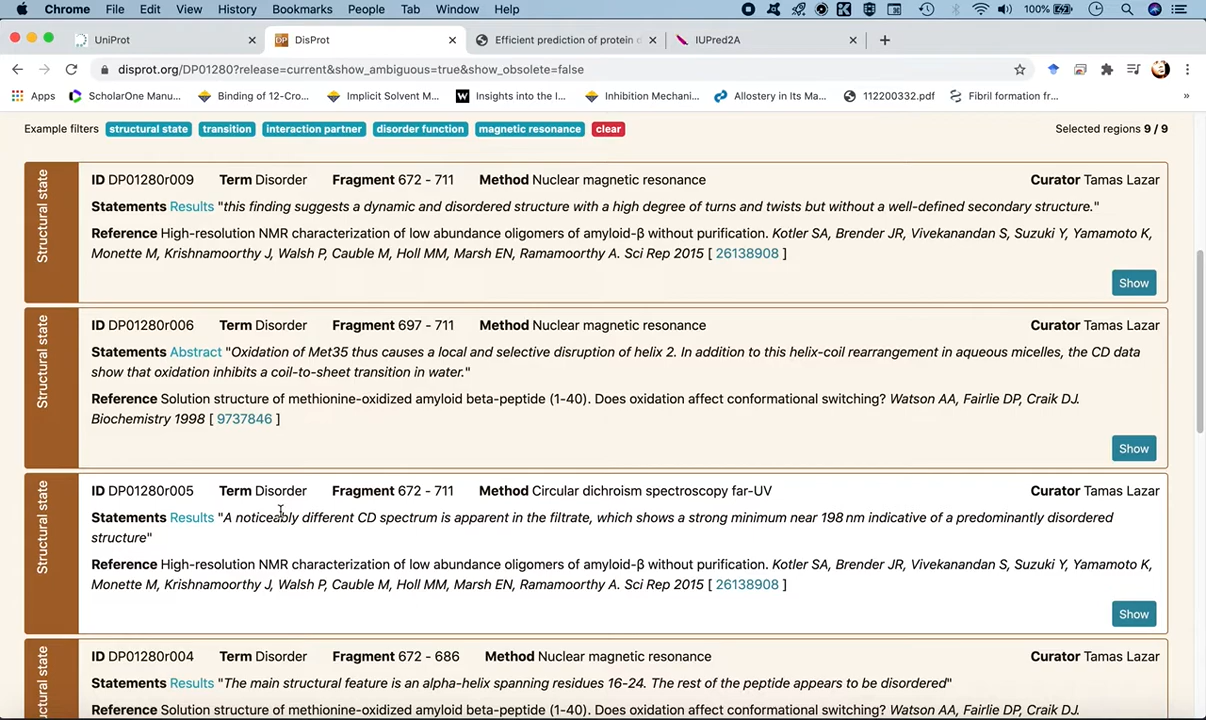 Chrome File Edit View History Bookmarks People Tab Window Help 100%
UniProt DisProt Efficient prediction of protein d IUPred2A
disprot.org/DP01280?release=current&show_ambiguous=true&show_obsolete=false
Apps ScholarOne Manu... Binding of 12-Cro... Implicit Solvent M... Insights into the I... Inhibition Mechani... Allostery in Its Ma... 112200332.pdf Fibril formation fr... »
Example filters structural state transition interaction partner disorder function magnetic resonance clear Selected regions 9 / 9
Structural state
ID DP01280r009 Term Disorder Fragment 672 - 711 Method Nuclear magnetic resonance Curator Tamas Lazar
Statements Results "this finding suggests a dynamic and disordered structure with a high degree of turns and twists but without a well-defined secondary structure."
Reference High-resolution NMR characterization of low abundance oligomers of amyloid-β without purification. Kotler SA, Brender JR, Vivekanandan S, Suzuki Y, Yamamoto K,
Monette M, Krishnamoorthy J, Walsh P, Cauble M, Holl MM, Marsh EN, Ramamoorthy A. Sci Rep 2015 [ 26138908 ]
Show
Structural state
ID DP01280r006 Term Disorder Fragment 697 - 711 Method Nuclear magnetic resonance Curator Tamas Lazar
Statements Abstract "Oxidation of Met35 thus causes a local and selective disruption of helix 2. In addition to this helix-coil rearrangement in aqueous micelles, the CD data
show that oxidation inhibits a coil-to-sheet transition in water."
Reference Solution structure of methionine-oxidized amyloid beta-peptide (1-40). Does oxidation affect conformational switching? Watson AA, Fairlie DP, Craik DJ.
Biochemistry 1998 [ 9737846 ]
Show
Structural state
ID DP01280r005 Term Disorder Fragment 672 - 711 Method Circular dichroism spectroscopy far-UV Curator Tamas Lazar
Statements Results "A noticeably different CD spectrum is apparent in the filtrate, which shows a strong minimum near 198 nm indicative of a predominantly disordered
structure"
Reference High-resolution NMR characterization of low abundance oligomers of amyloid-β without purification. Kotler SA, Brender JR, Vivekanandan S, Suzuki Y, Yamamoto K,
Monette M, Krishnamoorthy J, Walsh P, Cauble M, Holl MM, Marsh EN, Ramamoorthy A. Sci Rep 2015 [ 26138908 ]
Show
ural state
ID DP01280r004 Term Disorder Fragment 672 - 686 Method Nuclear magnetic resonance Curator Tamas Lazar
Statements Results "The main structural feature is an alpha-helix spanning residues 16-24. The rest of the peptide appears to be disordered"
Reference Solution structure of methionine-oxidized amyloid beta-peptide (1-40). Does oxidation affect conformational switching? Watson AA, Fairlie DP, Craik DJ.